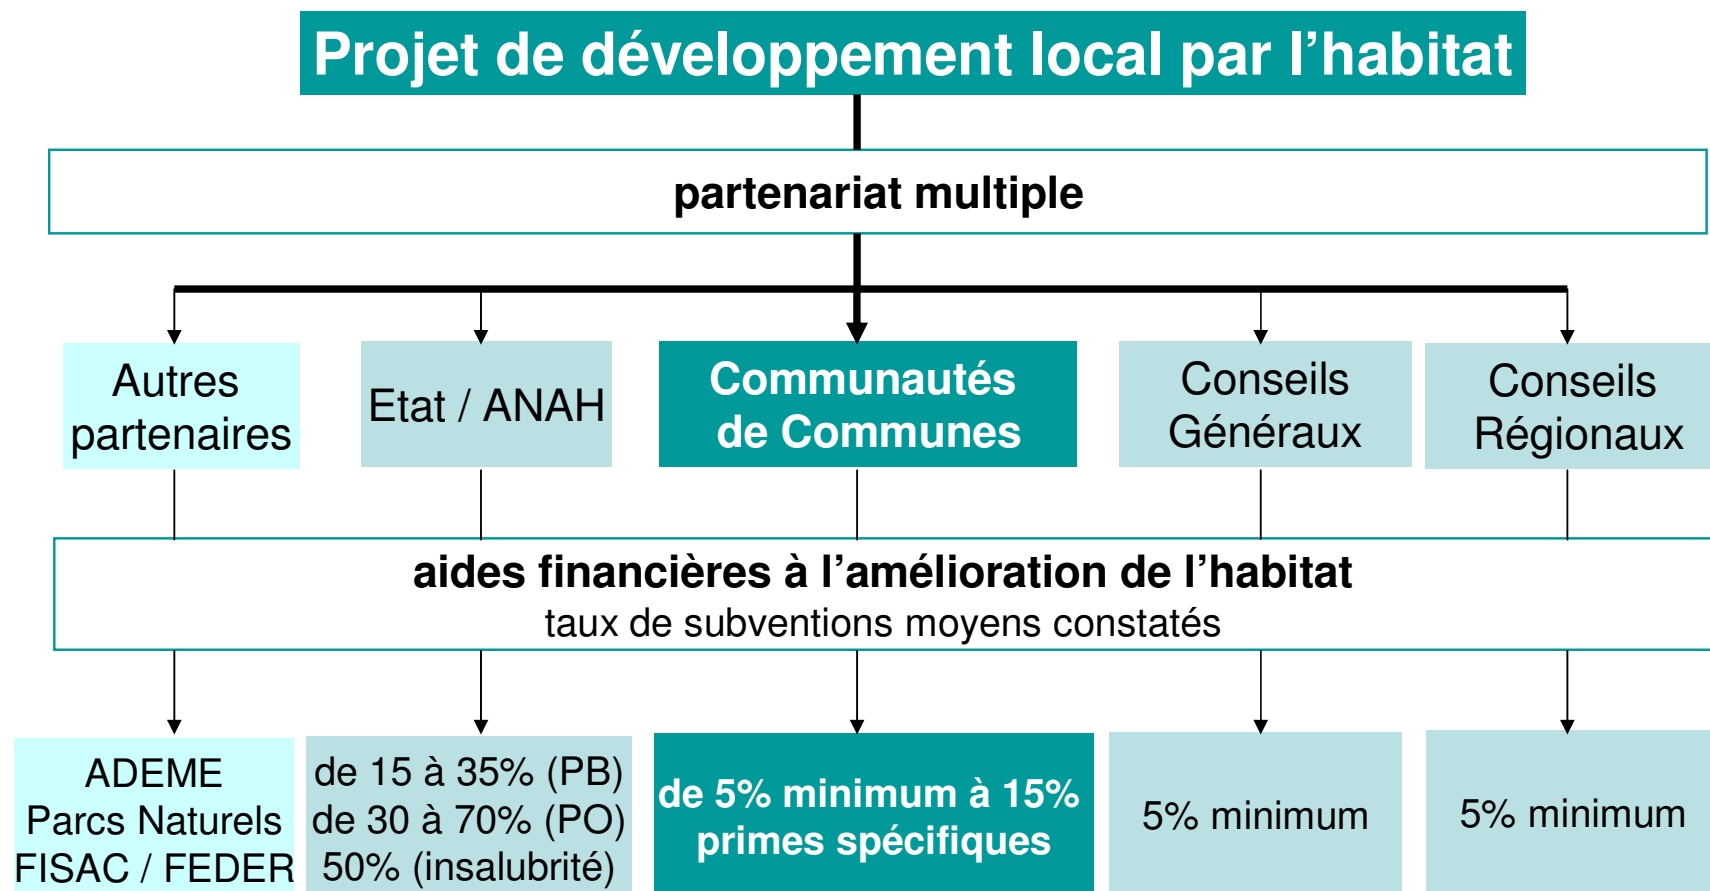 Projet de développement local par l’habitat
partenariat multiple
Autres
partenaires
Etat / ANAH
Communautés
de Communes
Conseils
Généraux
Conseils
Régionaux
aides financières à l’amélioration de l’habitat
taux de subventions moyens constatés
ADEME
Parcs Naturels
FISAC / FEDER
de 15 à 35% (PB)
de 30 à 70% (PO)
50% (insalubrité)
de 5% minimum à 15%
primes spécifiques
5% minimum
5% minimum